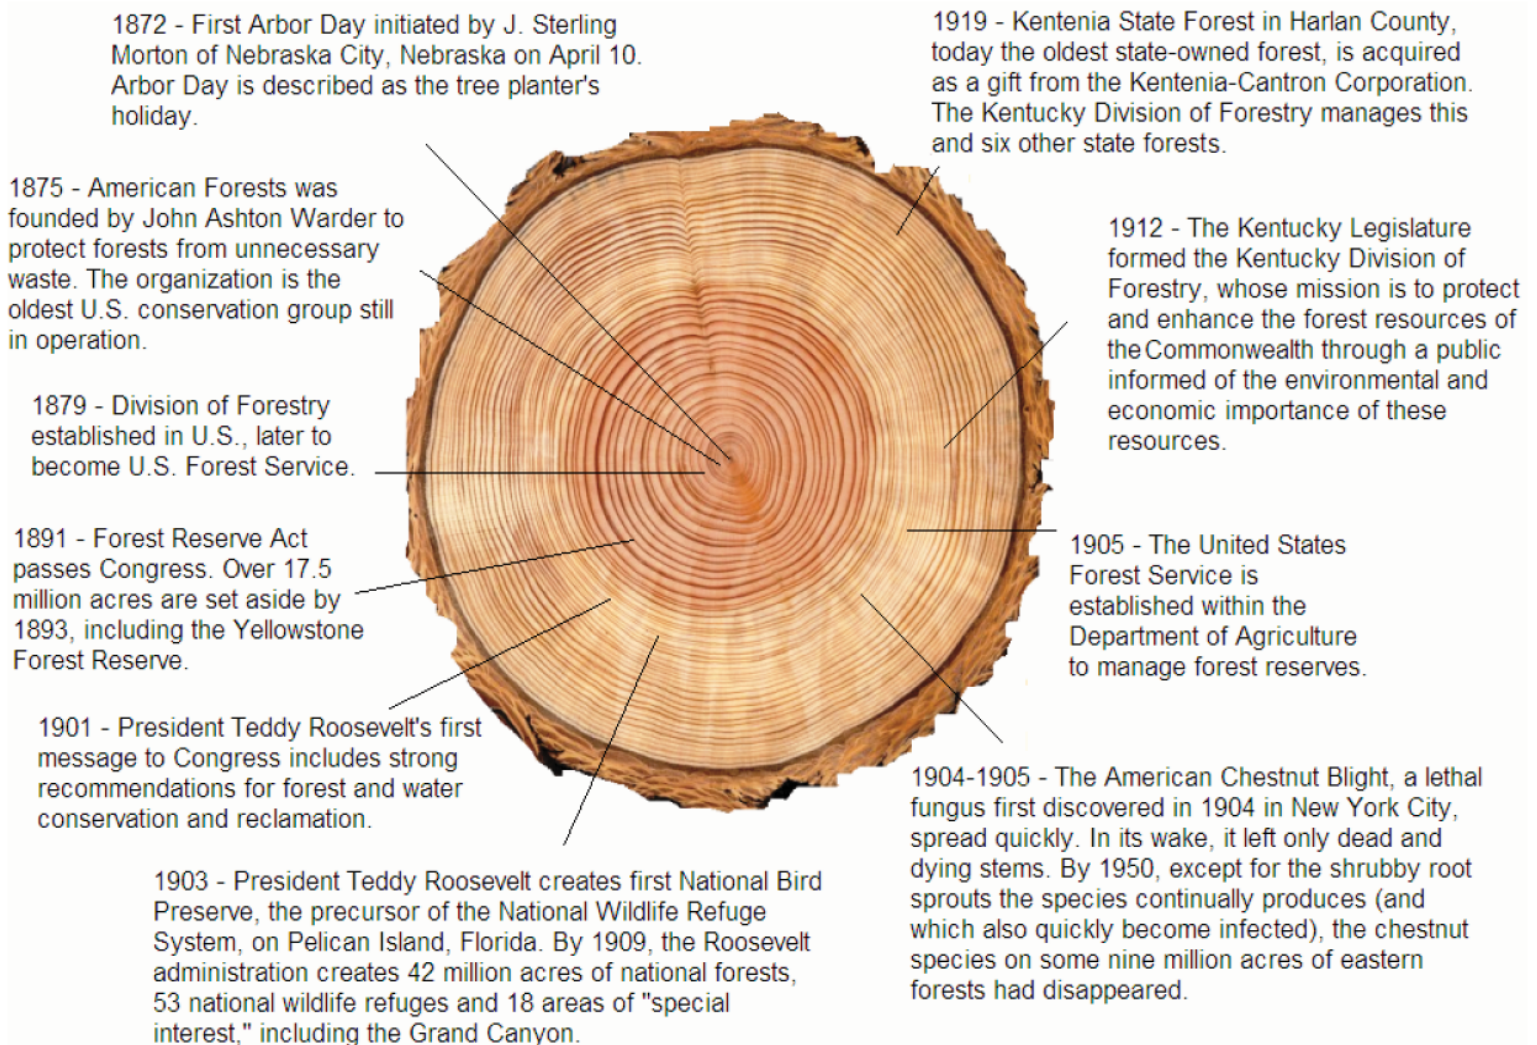 1872 - First Arbor Day initiated by J. Sterling
Morton of Nebraska City, Nebraska on April 10.
Arbor Day is described as the tree planter's
holiday.
1875 - American Forests was
founded by John Ashton Warder to
protect forests from unnecessary
waste. The organization is the
oldest U.S. conservation group still
in operation.
1879 - Division of Forestry
established in U.S., later to
become U.S. Forest Service.
1891 - Forest Reserve Act
passes Congress. Over 17.5
million acres are set aside by
1893, including the Yellowstone
Forest Reserve.
1901 - President Teddy Roosevelt's first
message to Congress includes strong
recommendations for forest and water
conservation and reclamation.
1903 - President Teddy Roosevelt creates first National Bird
Preserve, the precursor of the National Wildlife Refuge
System, on Pelican Island, Florida. By 1909, the Roosevelt
administration creates 42 million acres of national forests,
53 national wildlife refuges and 18 areas of "special
interest," including the Grand Canyon.
1904-1905 - The American Chestnut Blight, a lethal
fungus first discovered in 1904 in New York City,
spread quickly. In its wake, it left only dead and
dying stems. By 1950, except for the shrubby root
sprouts the species continually produces (and
which also quickly become infected), the chestnut
species on some nine million acres of eastern
forests had disappeared.
1905 - The United States
Forest Service is
established within the
Department of Agriculture
to manage forest reserves.
1912 - The Kentucky Legislature
formed the Kentucky Division of
Forestry, whose mission is to protect
and enhance the forest resources of
the Commonwealth through a public
informed of the environmental and
economic importance of these
resources.
1919 - Kentenia State Forest in Harlan County,
today the oldest state-owned forest, is acquired
as a gift from the Kentenia-Cantron Corporation.
The Kentucky Division of Forestry manages this
and six other state forests.